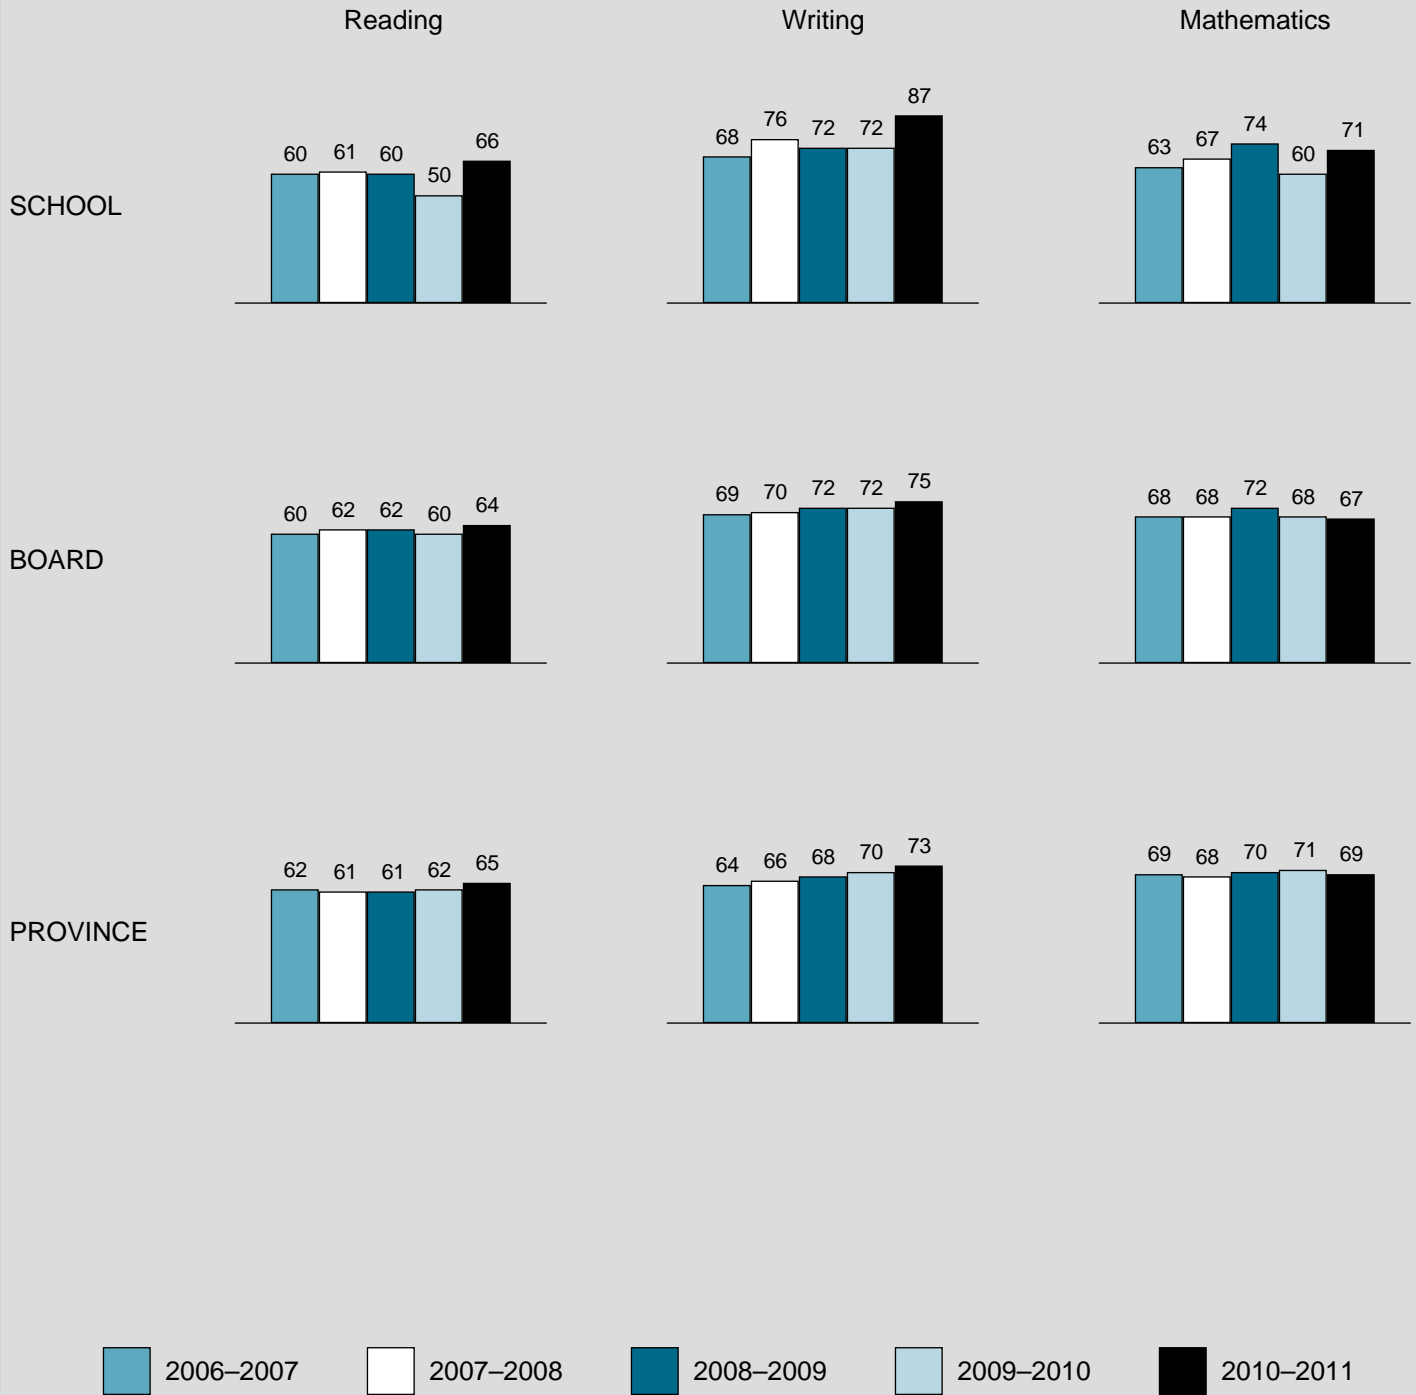 Reading Writing Mathematics
SCHOOL
60 61 60 50 66
68 76 72 72 87
63 67 74 60 71
BOARD
60 62 62 60 64
69 70 72 72 75
68 68 72 68 67
PROVINCE
62 61 61 62 65
64 66 68 70 73
69 68 70 71 69
2006–2007 2007–2008 2008–2009 2009–2010 2010–2011